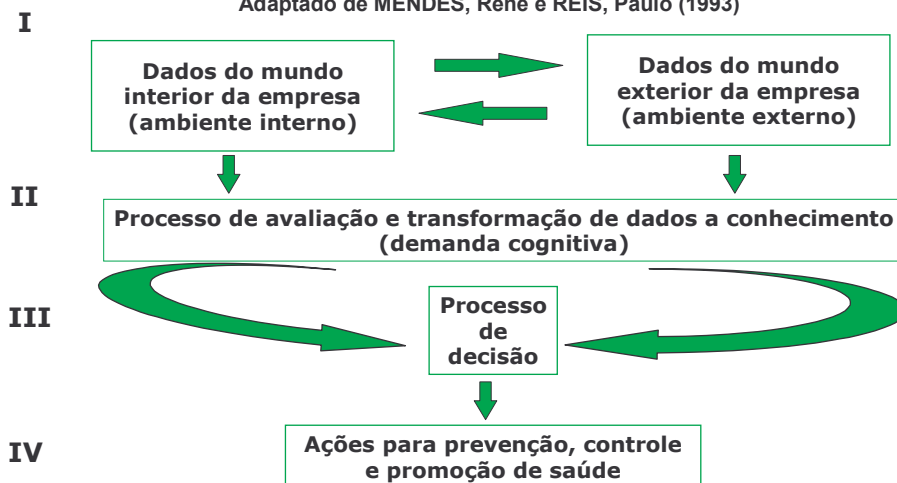 Adaptado de MENDES, René e REIS, Paulo (1993)
I
Dados do mundo
interior da empresa
(ambiente interno)
Dados do mundo
exterior da empresa
(ambiente externo)
II
Processo de avaliação e transformação de dados a conhecimento
(demanda cognitiva)
III
Processo
de
decisão
IV
Ações para prevenção, controle
e promoção de saúde